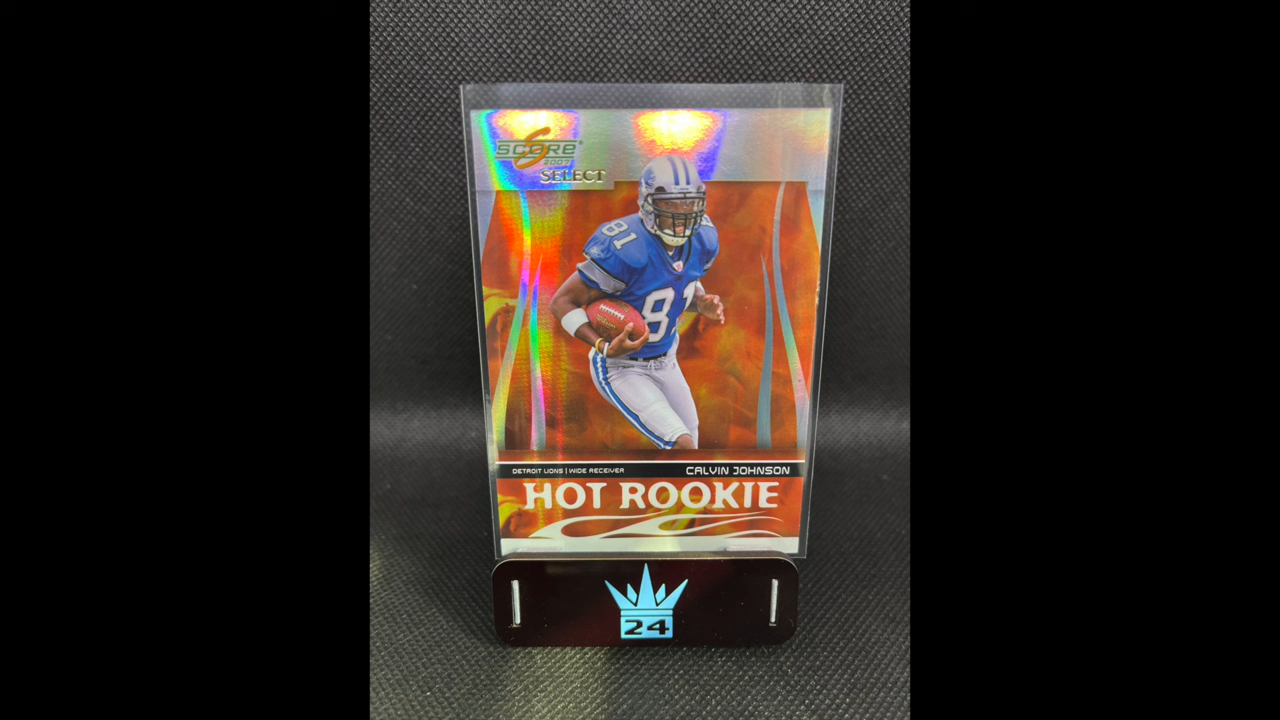 SCORE
2007
SELECT
81
81
DETROIT LIONS | WIDE RECEIVER
CALVIN JOHNSON
HOT ROOKIE
24